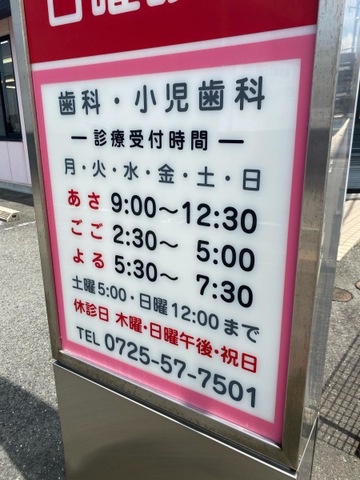 日曜
歯科・小児歯科
診療受付時間
月・火・水・金・土・日
あさ 9:00〜12:30
ごご 2:30〜 5:00
よる 5:30〜 7:30
土曜5:00・日曜12:00まで
休診日 木曜・日曜午後・祝日
TEL 0725-57-7501